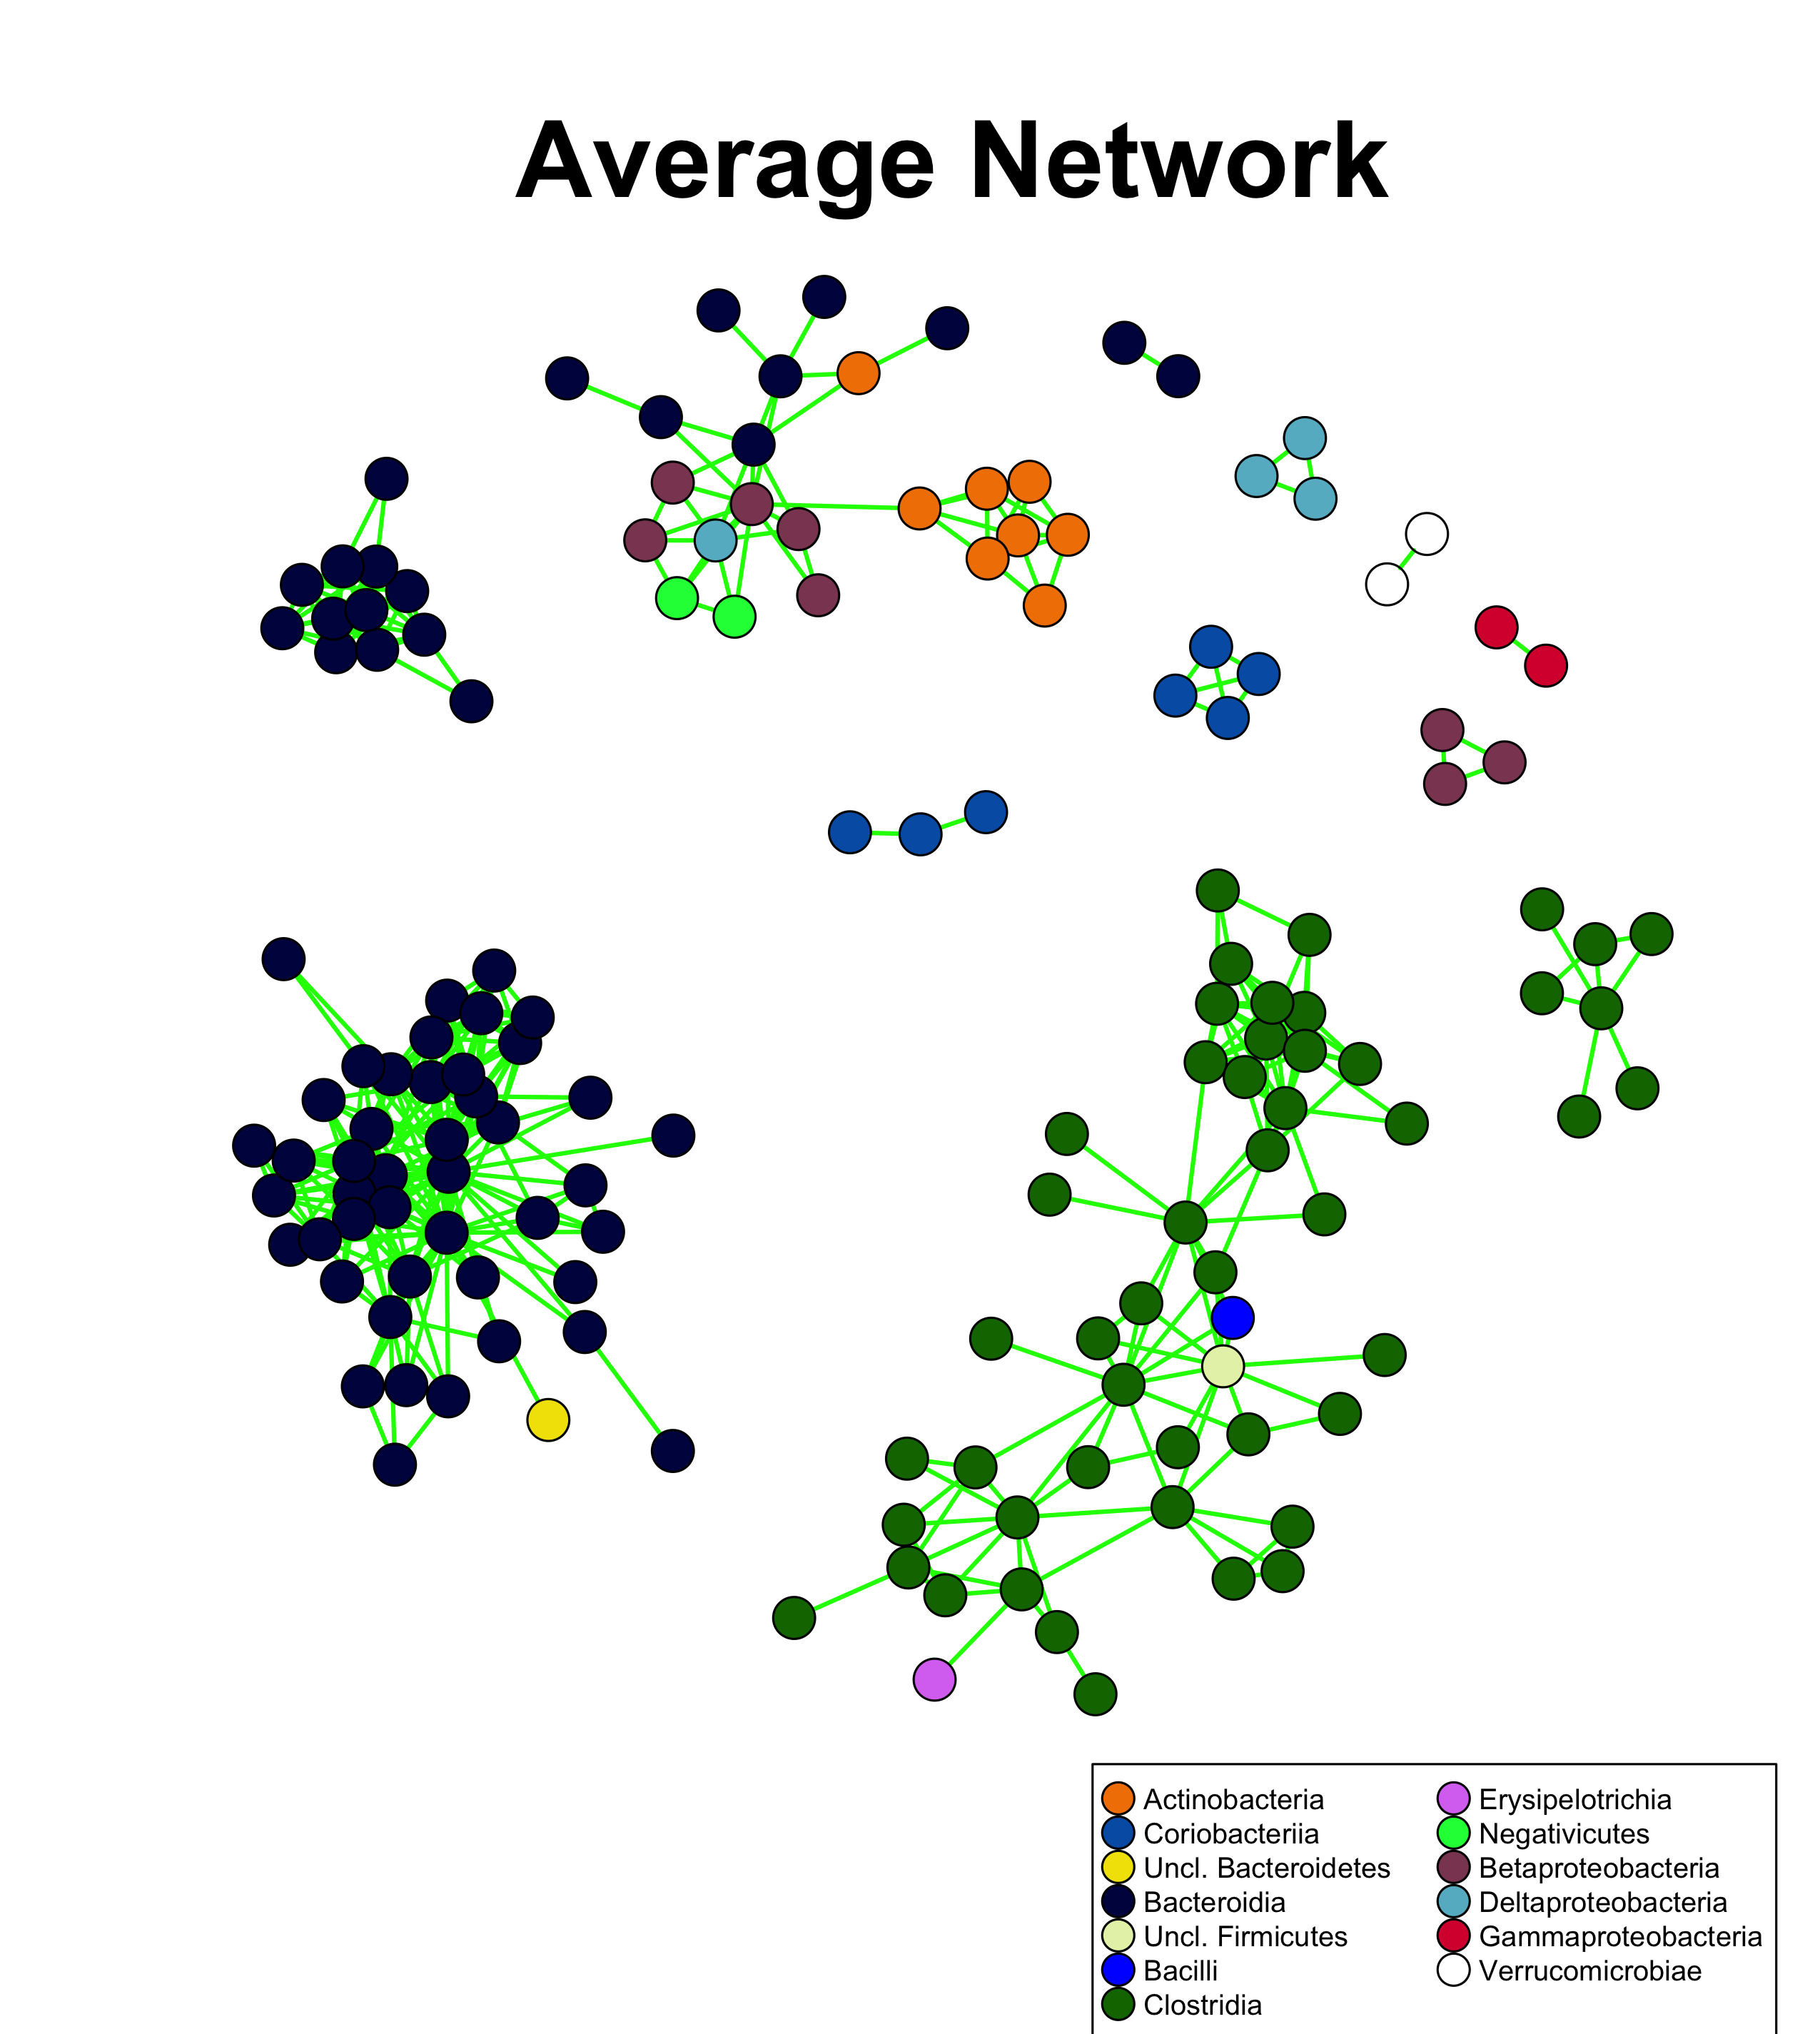 Average Network
Actinobacteria
Coriobacteriia
Uncl. Bacteroidetes
Bacteroidia
Uncl. Firmicutes
Bacilli
Clostridia
Erysipelotrichia
Negativicutes
Betaproteobacteria
Deltaproteobacteria
Gammaproteobacteria
Verrucomicrobiae